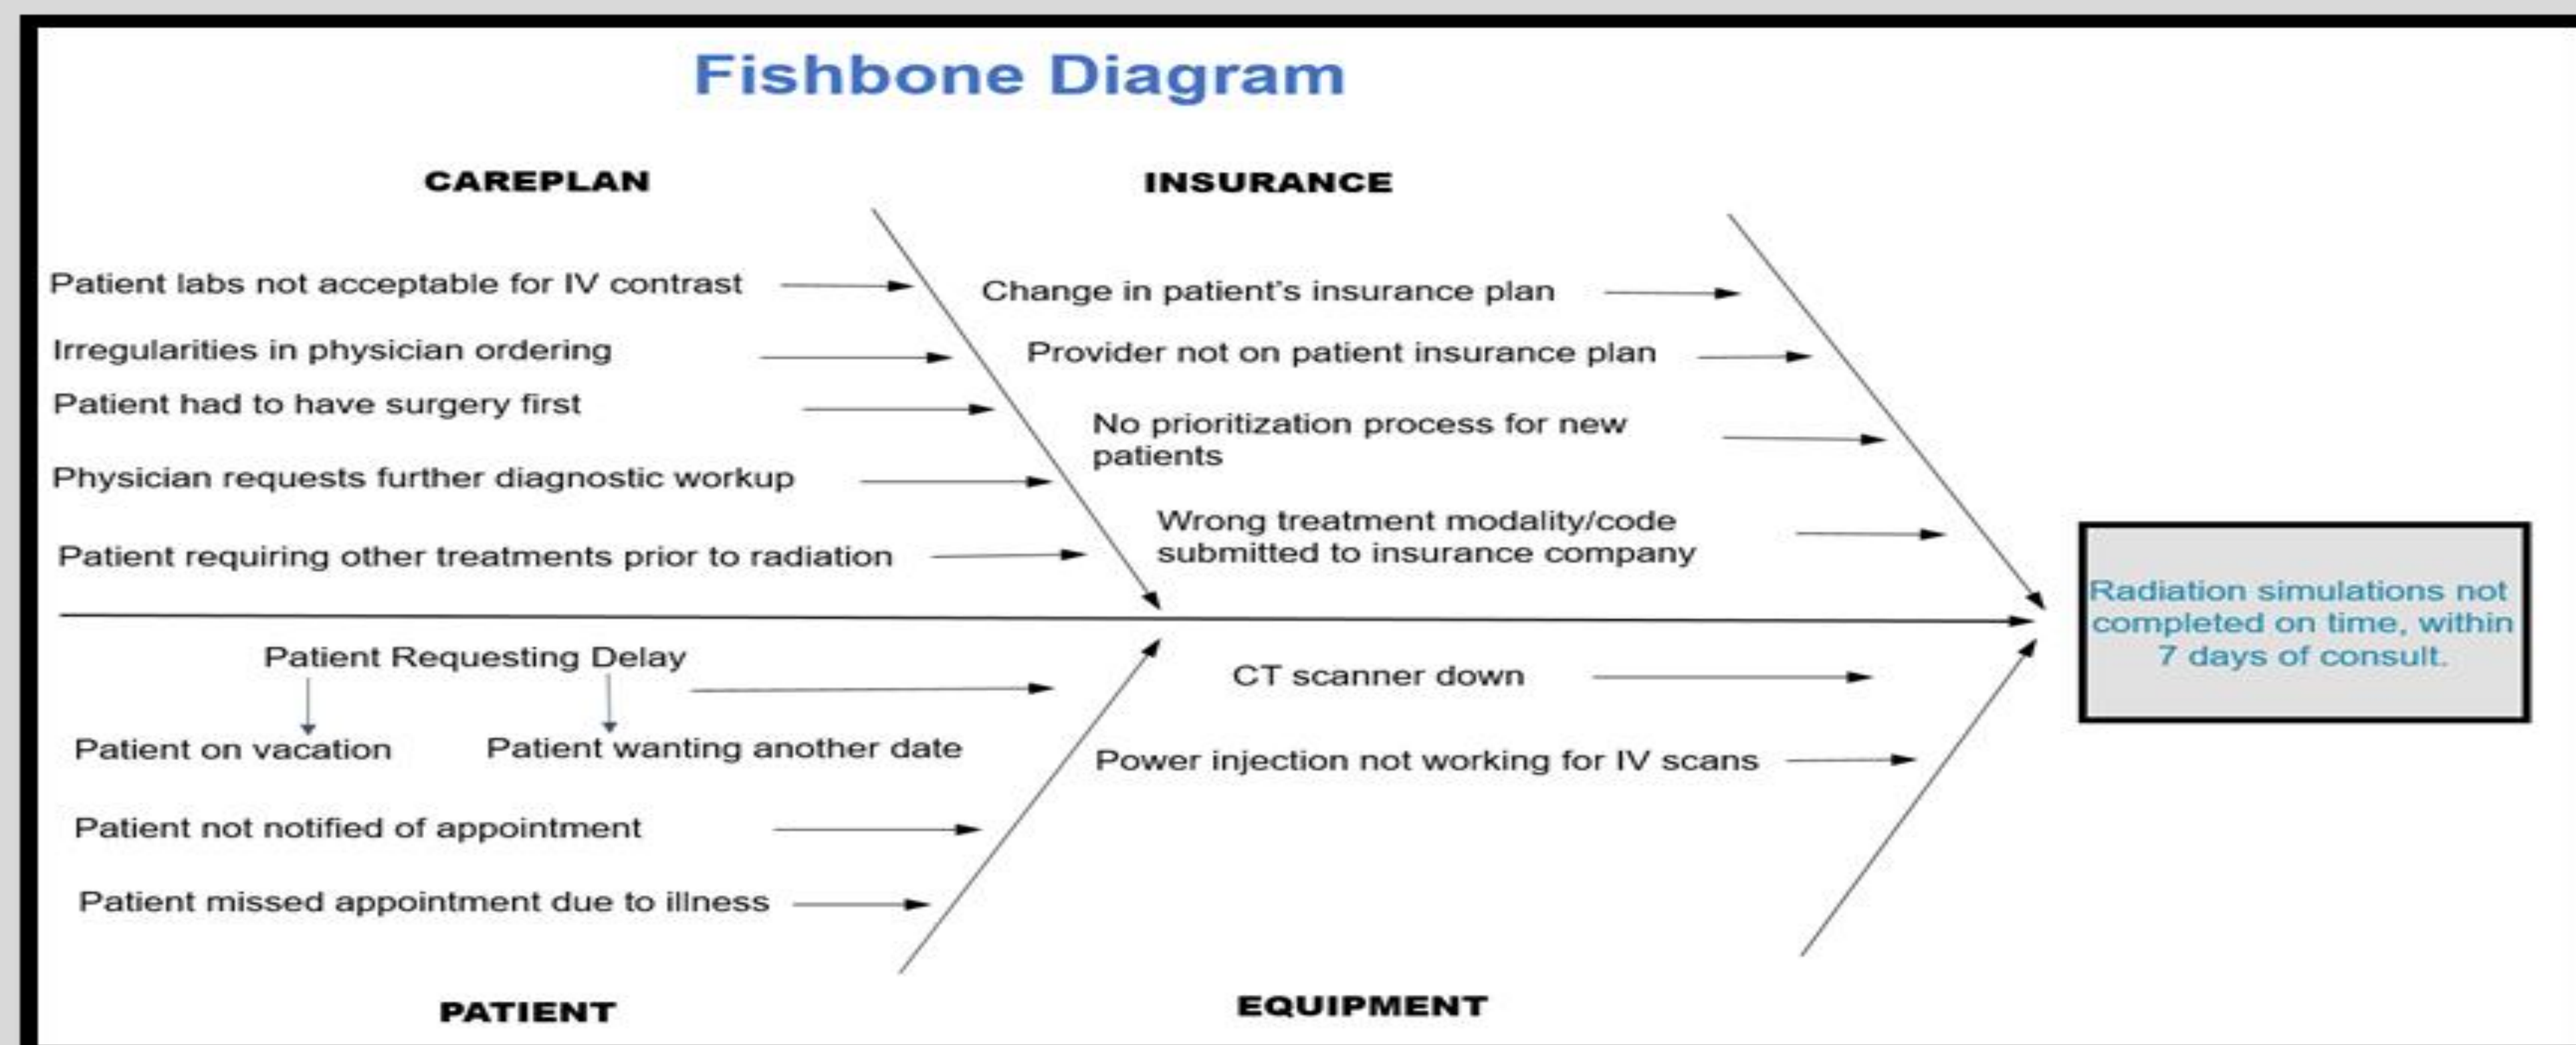 Fishbone Diagram
CAREPLAN
Patient labs not acceptable for IV contrast
Irregularities in physician ordering
Patient had to have surgery first
Physician requests further diagnostic workup
Patient requiring other treatments prior to radiation
INSURANCE
Change in patient's insurance plan
Provider not on patient insurance plan
No prioritization process for new
patients
Wrong treatment modality/code
submitted to insurance company
Radiation simulations not
completed on time, within
7 days of consult.
Patient Requesting Delay
Patient on vacation
Patient wanting another date
Patient not notified of appointment
Patient missed appointment due to illness
PATIENT
CT scanner down
Power injection not working for IV scans
EQUIPMENT